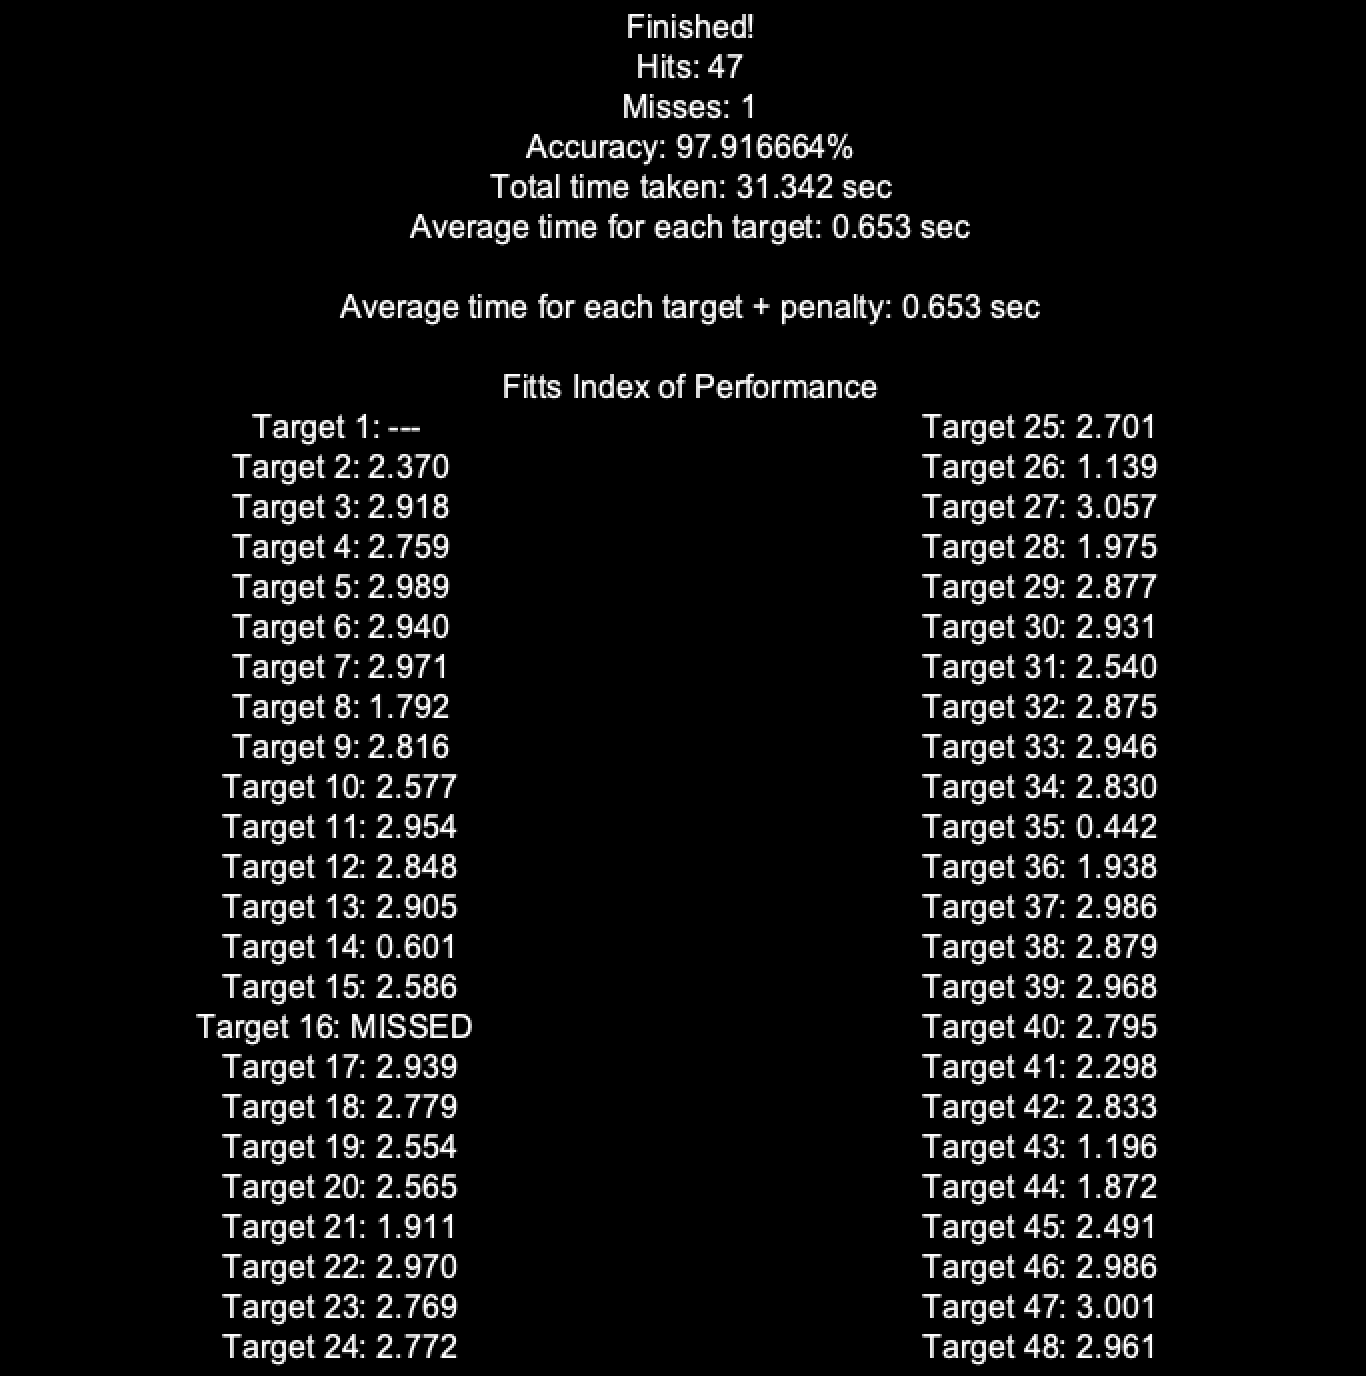 Finished!
Hits: 47
Misses: 1
Accuracy: 97.916664%
Total time taken: 31.342 sec
Average time for each target: 0.653 sec
Average time for each target + penalty: 0.653 sec
Fitts Index of Performance
Target 1: ---
Target 2: 2.370
Target 3: 2.918
Target 4: 2.759
Target 5: 2.989
Target 6: 2.940
Target 7: 2.971
Target 8: 1.792
Target 9: 2.816
Target 10: 2.577
Target 11: 2.954
Target 12: 2.848
Target 13: 2.905
Target 14: 0.601
Target 15: 2.586
Target 16: MISSED
Target 17: 2.939
Target 18: 2.779
Target 19: 2.554
Target 20: 2.565
Target 21: 1.911
Target 22: 2.970
Target 23: 2.769
Target 24: 2.772
Target 25: 2.701
Target 26: 1.139
Target 27: 3.057
Target 28: 1.975
Target 29: 2.877
Target 30: 2.931
Target 31: 2.540
Target 32: 2.875
Target 33: 2.946
Target 34: 2.830
Target 35: 0.442
Target 36: 1.938
Target 37: 2.986
Target 38: 2.879
Target 39: 2.968
Target 40: 2.795
Target 41: 2.298
Target 42: 2.833
Target 43: 1.196
Target 44: 1.872
Target 45: 2.491
Target 46: 2.986
Target 47: 3.001
Target 48: 2.961